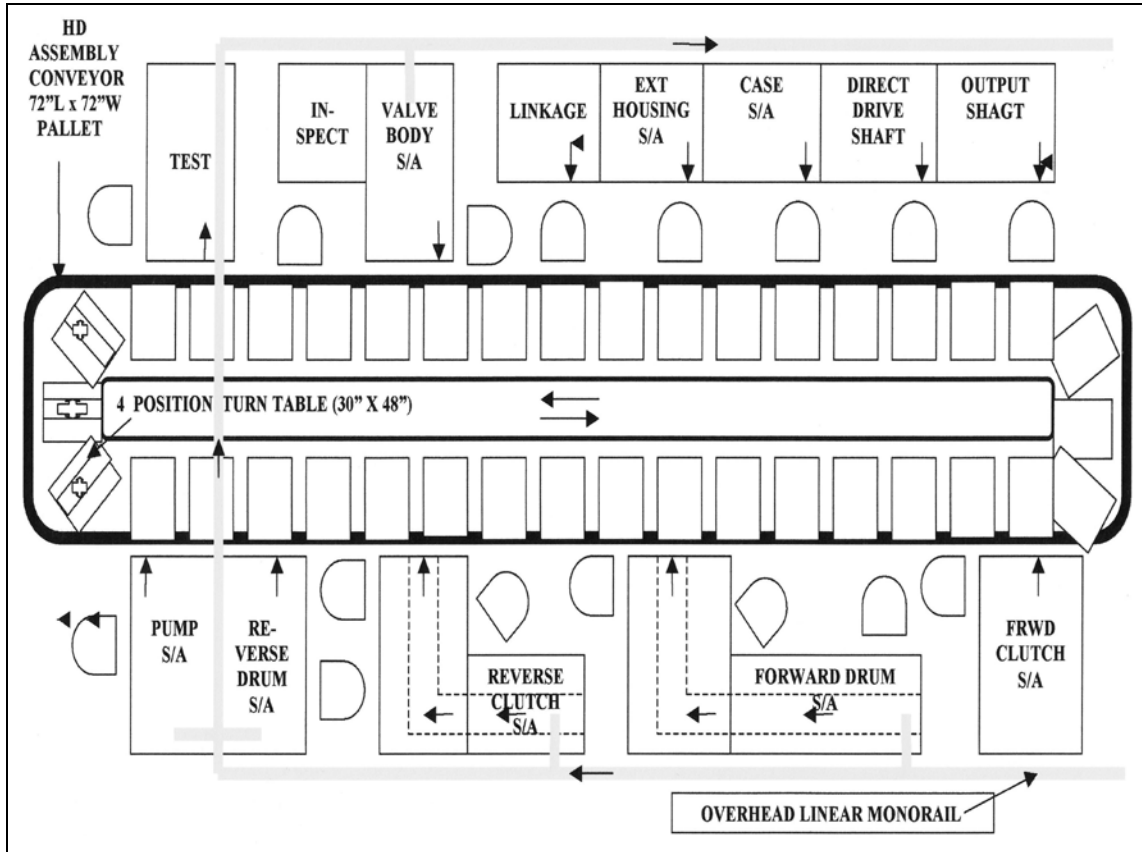 HD
ASSEMBLY
CONVEYOR
72”L x 72”W
PALLET
TEST
IN-
SPECT
VALVE
BODY
S/A
LINKAGE
EXT
HOUSING
S/A
CASE
S/A
DIRECT
DRIVE
SHAFT
OUTPUT
SHAGT
4 POSITION TURN TABLE (30” X 48”)
PUMP
S/A
RE-
VERSE
DRUM
S/A
REVERSE
CLUTCH
S/A
FORWARD DRUM
S/A
FRWD
CLUTCH
S/A
OVERHEAD LINEAR MONORAIL